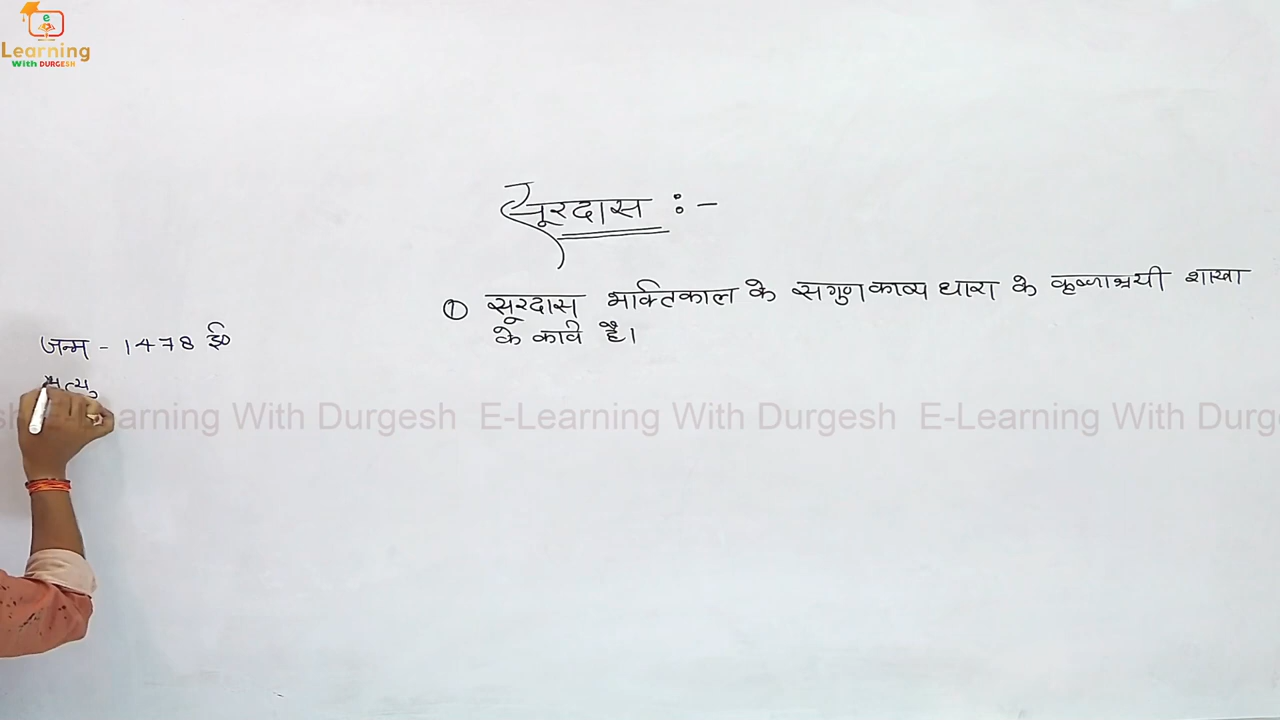 e
Learning
With DURGESH
सूरदास :-
① सूरदास भक्तिकाल के सगुण काव्य धारा के कृष्णाश्रयी शाखा
के कवि है।
जन्म - 1478 ई०
मृत्यु
E-Learning With Durgesh E-Learning With Durgesh E-Learning With Durg